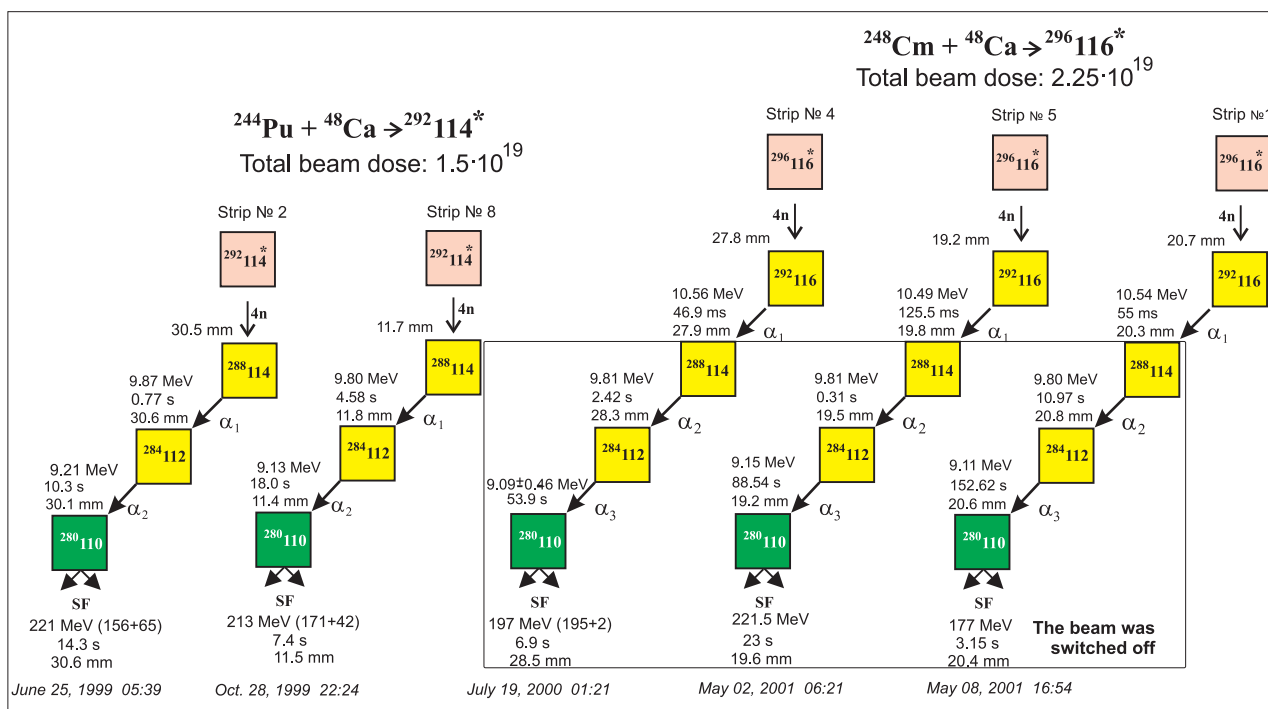 ²⁴⁸Cm + ⁴⁸Ca → ²⁹⁶116*
Total beam dose: 2.25·10¹⁹
²⁴⁴Pu + ⁴⁸Ca → ²⁹²114*
Total beam dose: 1.5·10¹⁹
Strip № 2
²⁹²114*
4n
30.5 mm
²⁸⁸114
9.87 MeV
0.77 s
30.6 mm
α₁
²⁸⁴112
9.21 MeV
10.3 s
30.1 mm
α₂
²⁸⁰110
SF
221 MeV (156+65)
14.3 s
30.6 mm
June 25, 1999 05:39
Strip № 8
²⁹²114*
4n
11.7 mm
²⁸⁸114
9.80 MeV
4.58 s
11.8 mm
α₁
²⁸⁴112
9.13 MeV
18.0 s
11.4 mm
α₂
²⁸⁰110
SF
213 MeV (171+42)
7.4 s
11.5 mm
Oct. 28, 1999 22:24
Strip № 4
²⁹⁶116*
4n
27.8 mm
²⁹²116
10.56 MeV
46.9 ms
27.9 mm
α₁
²⁸⁸114
9.81 MeV
2.42 s
28.3 mm
α₂
²⁸⁴112
9.09±0.46 MeV
53.9 s
α₃
²⁸⁰110
SF
197 MeV (195+2)
6.9 s
28.5 mm
July 19, 2000 01:21
Strip № 5
²⁹⁶116*
4n
19.2 mm
²⁹²116
10.49 MeV
125.5 ms
19.8 mm
α₁
²⁸⁸114
9.81 MeV
0.31 s
19.5 mm
α₂
²⁸⁴112
9.15 MeV
88.54 s
19.2 mm
α₃
²⁸⁰110
SF
221.5 MeV
23 s
19.6 mm
May 02, 2001 06:21
Strip №1
²⁹⁶116*
4n
20.7 mm
²⁹²116
10.54 MeV
55 ms
20.3 mm
α₁
²⁸⁸114
9.80 MeV
10.97 s
20.8 mm
α₂
²⁸⁴112
9.11 MeV
152.62 s
20.6 mm
α₃
²⁸⁰110
SF
177 MeV
3.15 s
20.4 mm
May 08, 2001 16:54
The beam was
switched off